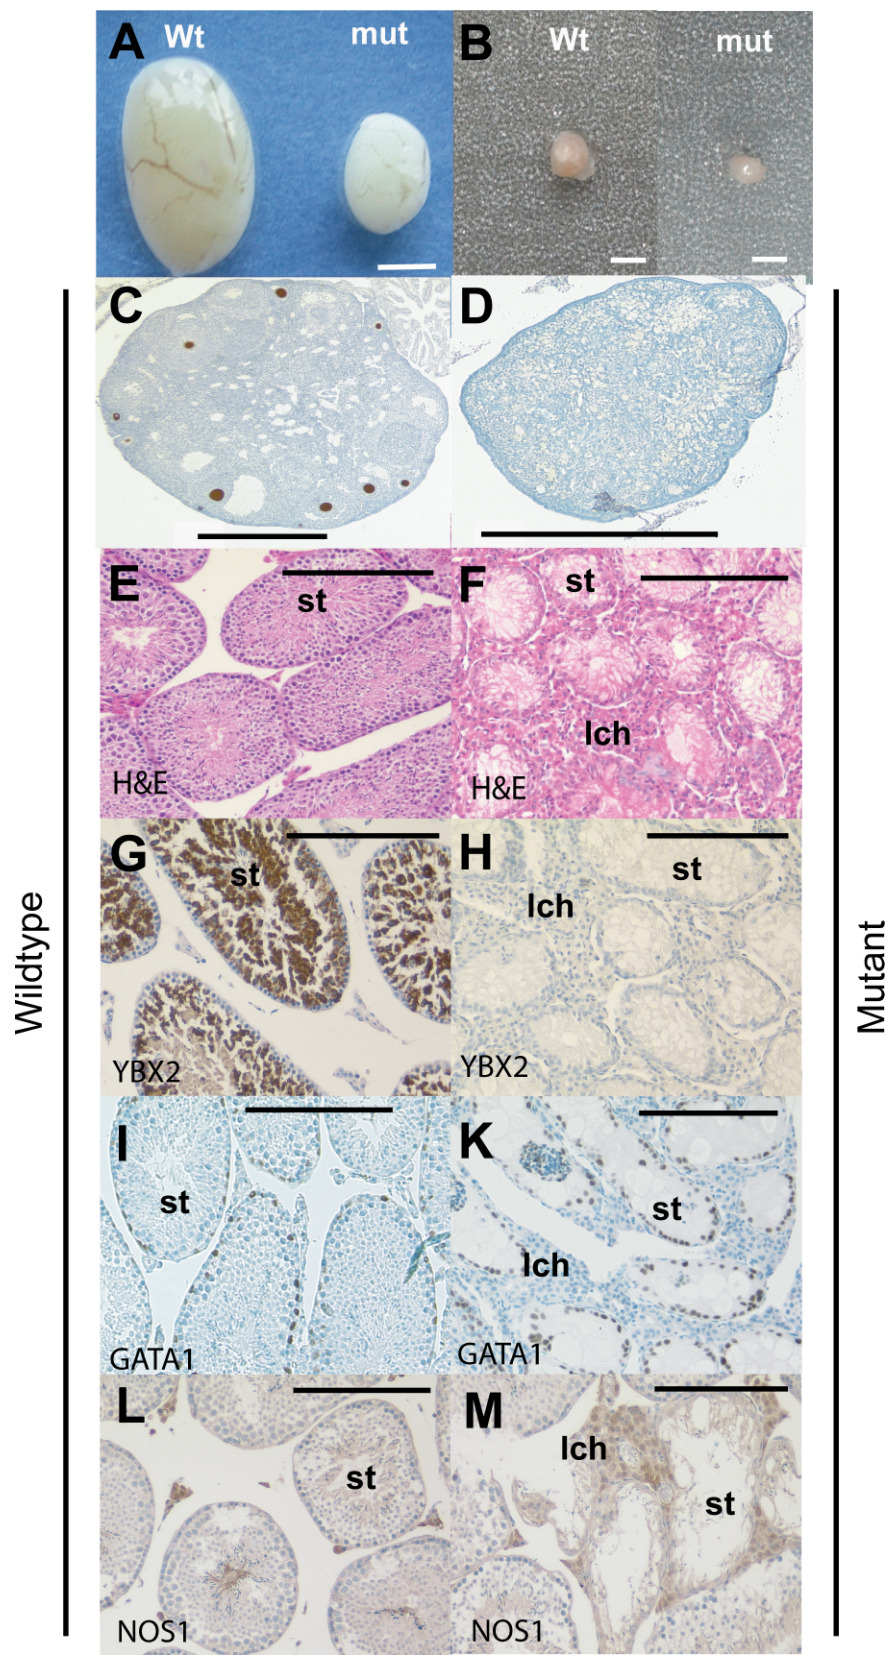 A Wt mut
B Wt mut
C
D
E st
H&E
F st
lch
H&E
G st
YBX2
H st
lch
YBX2
I
st
GATA1
K
st
lch
GATA1
L
st
NOS1
M
lch
st
NOS1
Wildtype
Mutant